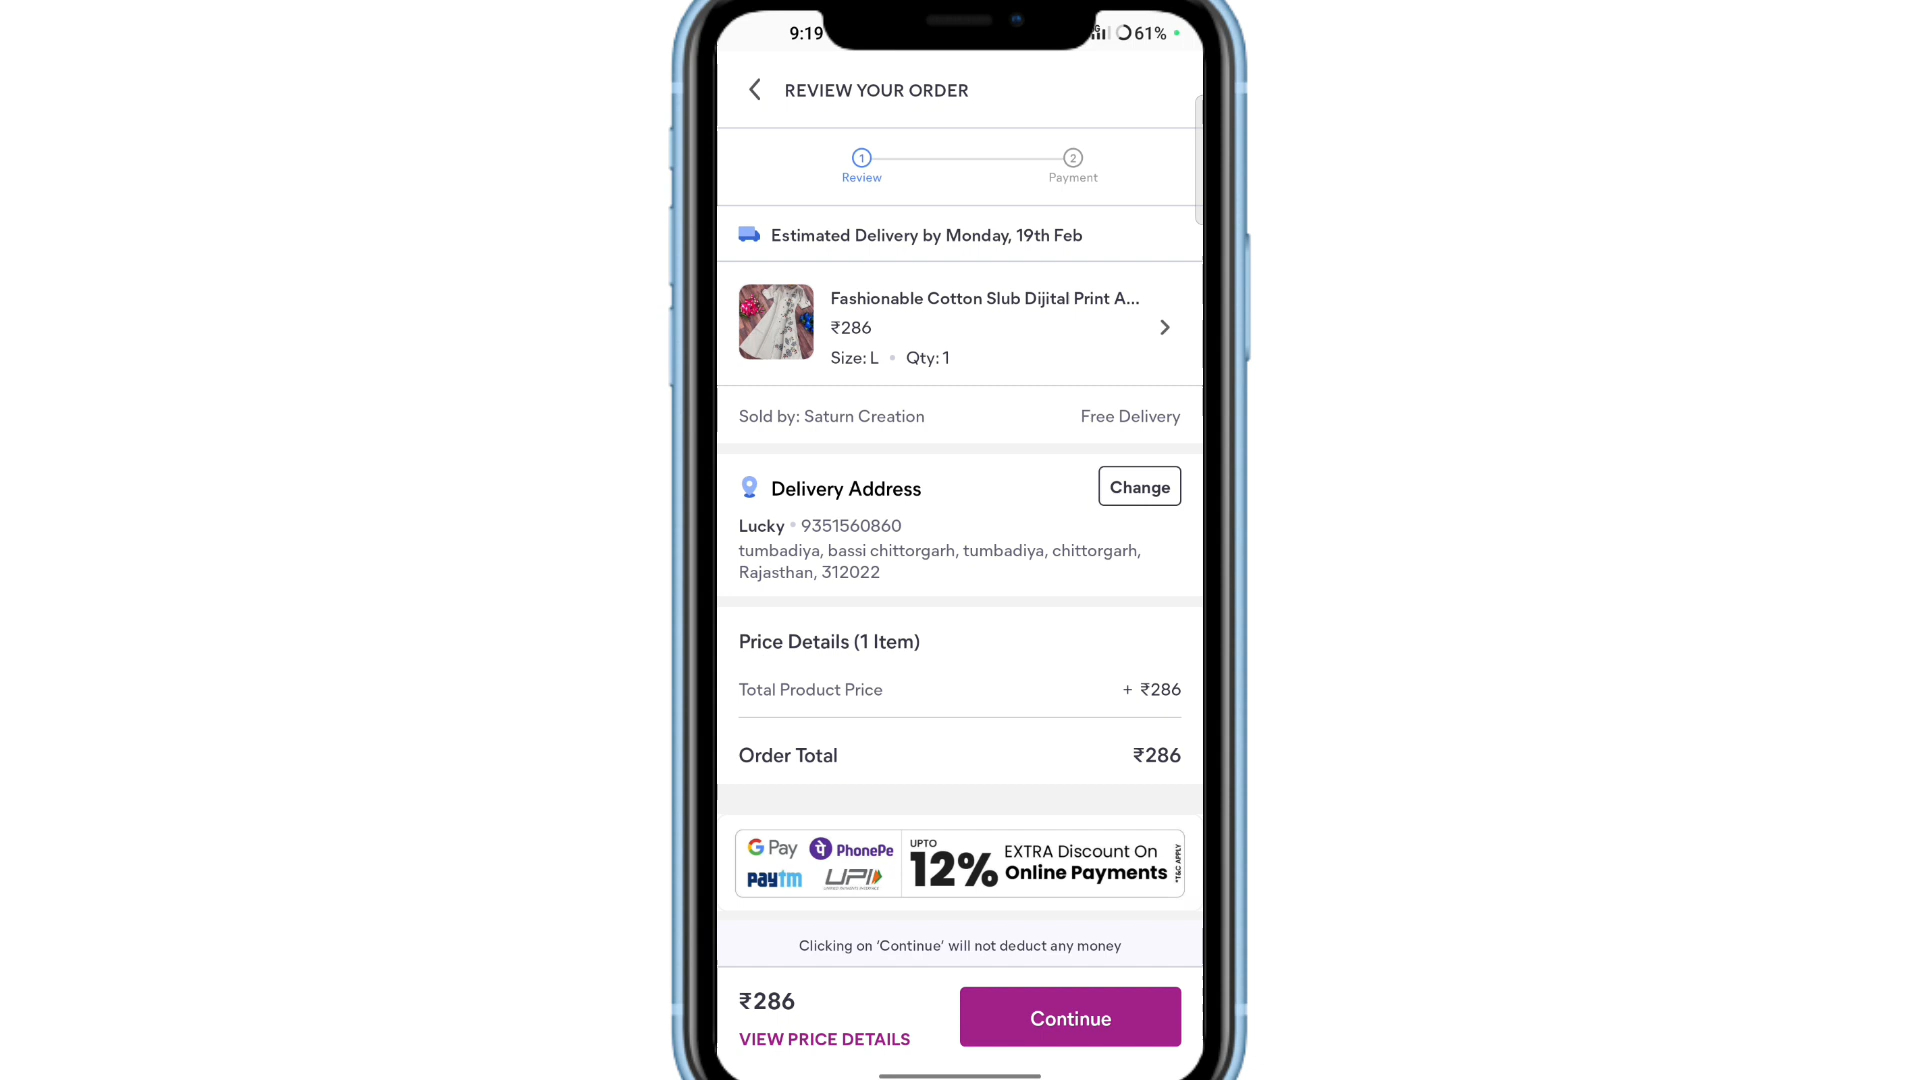 9:19
61%
REVIEW YOUR ORDER
1
2
Review
Payment
Estimated Delivery by Monday, 19th Feb
Fashionable Cotton Slub Dijital Print A...
₹286
Size: L • Qty: 1
Sold by: Saturn Creation
Free Delivery
Delivery Address
Change
Lucky • 9351560860
tumbadiya, bassi chittorgarh, tumbadiya, chittorgarh,
Rajasthan, 312022
Price Details (1 Item)
Total Product Price
+ ₹286
Order Total
₹286
G Pay
PhonePe
paytm
UPI
UPTO
12%
EXTRA Discount On
Online Payments
*T&C APPLY
Clicking on ‘Continue’ will not deduct any money
₹286
VIEW PRICE DETAILS
Continue